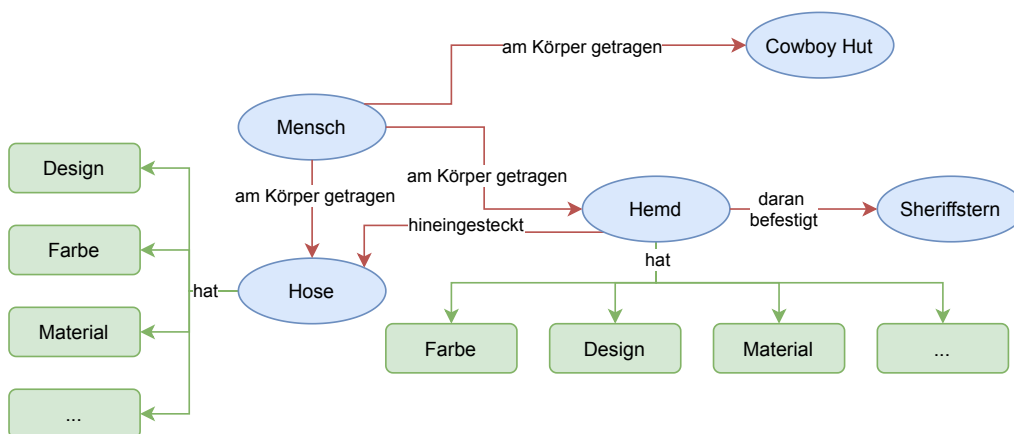 am Körper getragen
Cowboy Hut
Mensch
Design
am Körper getragen
am Körper getragen
daran
befestigt
Hemd
Sheriffstern
hineingesteckt
Farbe
hat
hat
Hose
Material
Farbe
Design
Material
...
...